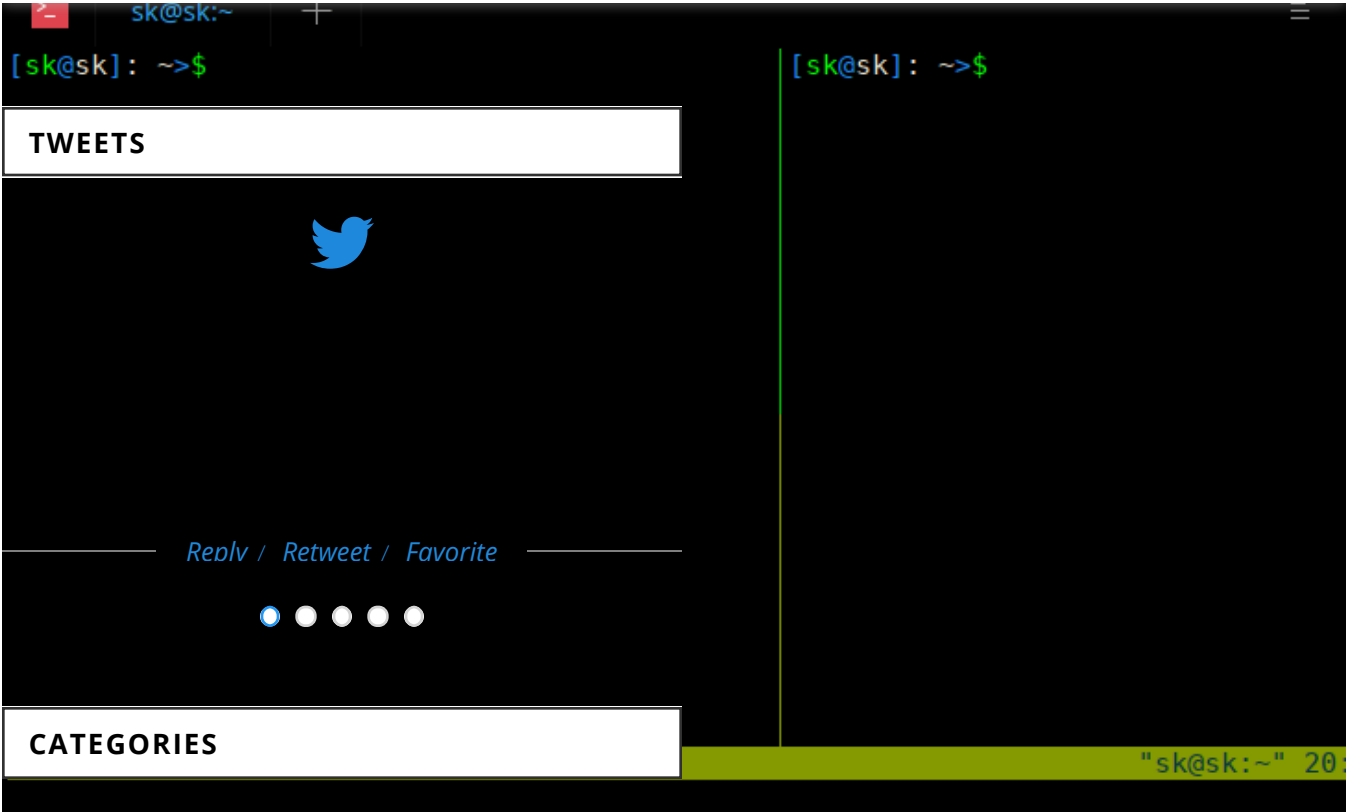 sk@sk:~
[sk@sk]: ~>$
[sk@sk]: ~>$
TWEETS
Reply / Retweet / Favorite
CATEGORIES
"sk@sk:~" 20: